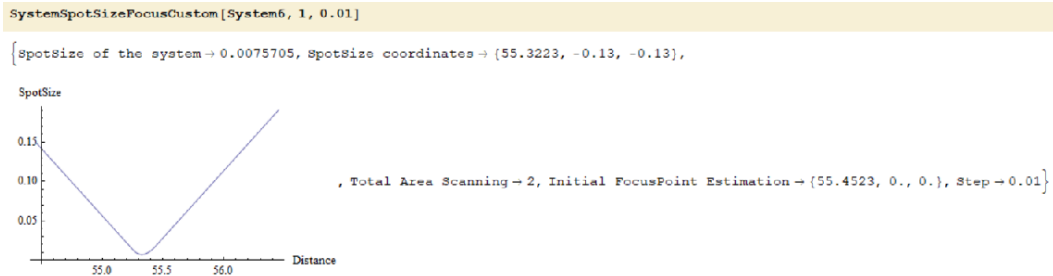 SystemSpotSizeFocusCustom[System6, 1, 0.01]
{SpotSize of the system → 0.0075705, SpotSize coordinates → {55.3223, -0.13, -0.13},
SpotSize
0.15
0.10
, Total Area Scanning → 2, Initial FocusPoint Estimation → {55.4523, 0., 0.}, Step → 0.01}
0.05
Distance
55.0 55.5 56.0